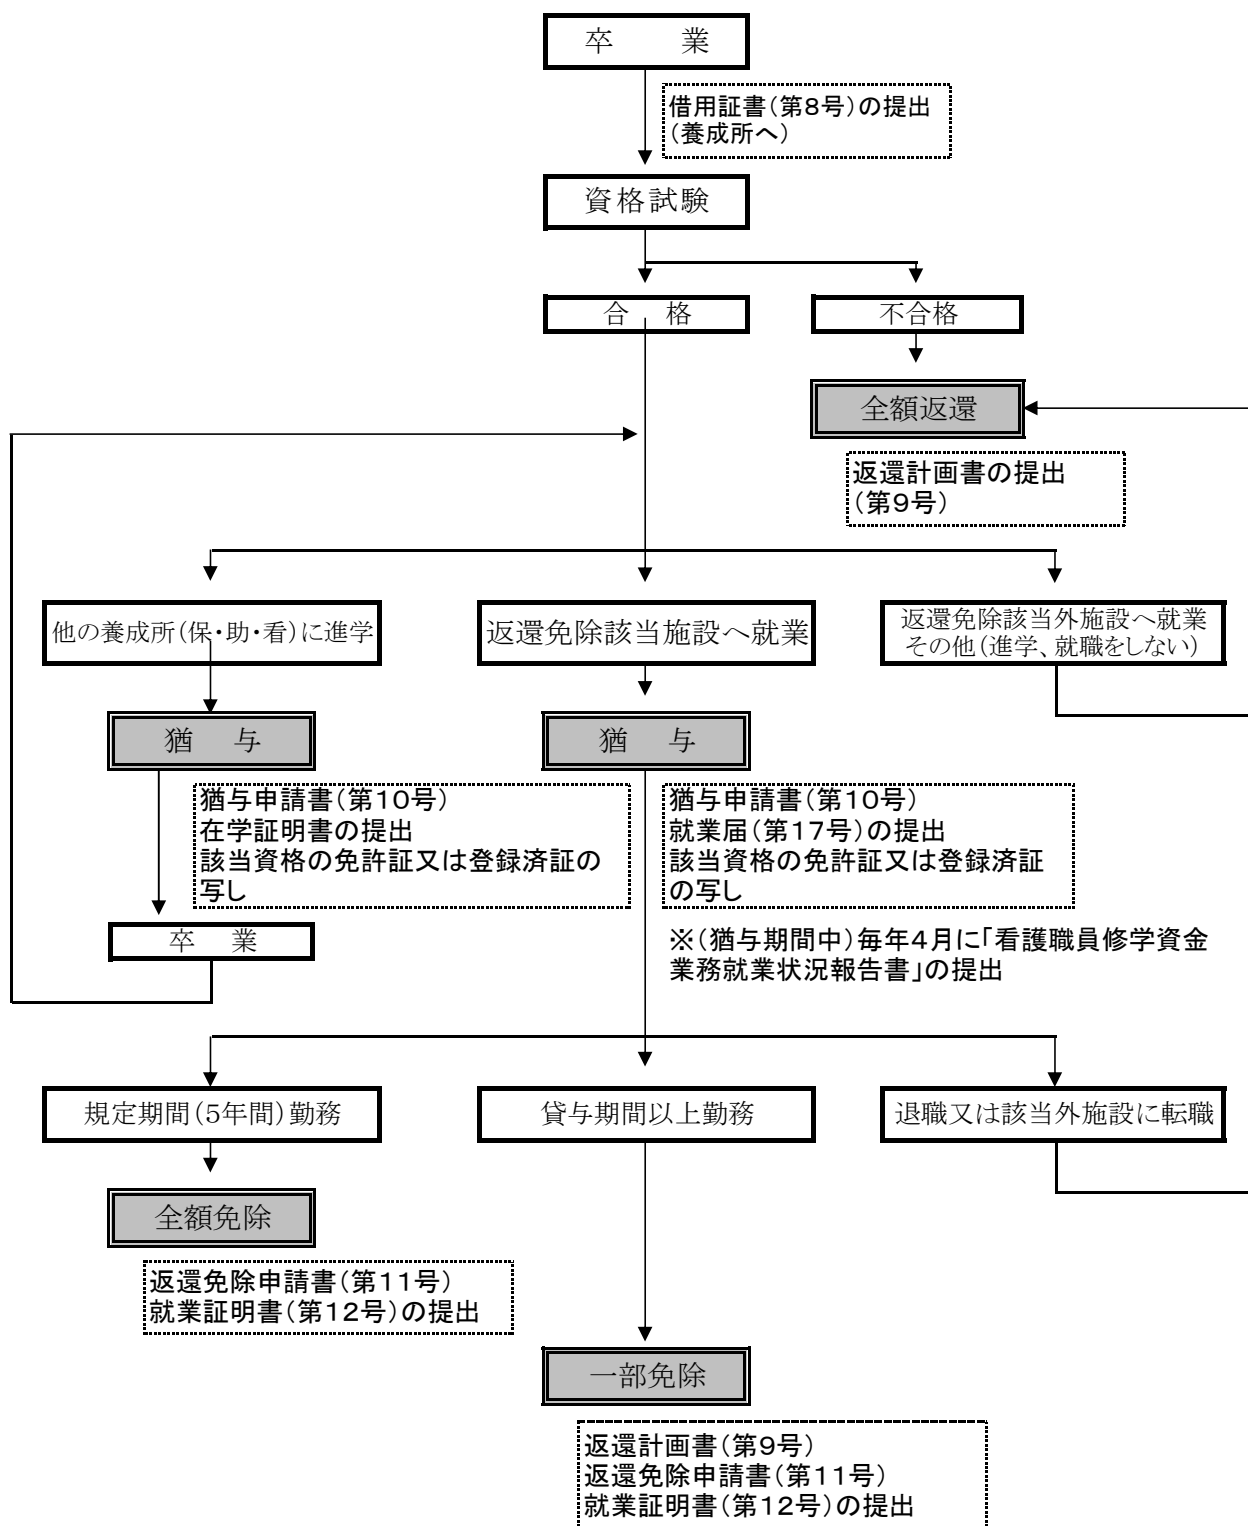 卒　業
借用証書（第８号）の提出
（養成所へ）
資格試験
合　格
不合格
全額返還
返還計画書の提出
（第９号）
他の養成所（保・助・看）に進学
返還免除該当施設へ就業
返還免除該当外施設へ就業
その他（進学、就職をしない）
猶　与
猶　与
猶与申請書（第１０号）
在学証明書の提出
該当資格の免許証又は登録済証の
写し
猶与申請書（第１０号）
就業届（第１７号）の提出
該当資格の免許証又は登録済証
の写し
卒　業
※（猶与期間中）毎年４月に「看護職員修学資金
業務就業状況報告書」の提出
規定期間（５年間）勤務
貸与期間以上勤務
退職又は該当外施設に転職
全額免除
返還免除申請書（第１１号）
就業証明書（第１２号）の提出
一部免除
返還計画書（第９号）
返還免除申請書（第１１号）
就業証明書（第１２号）の提出